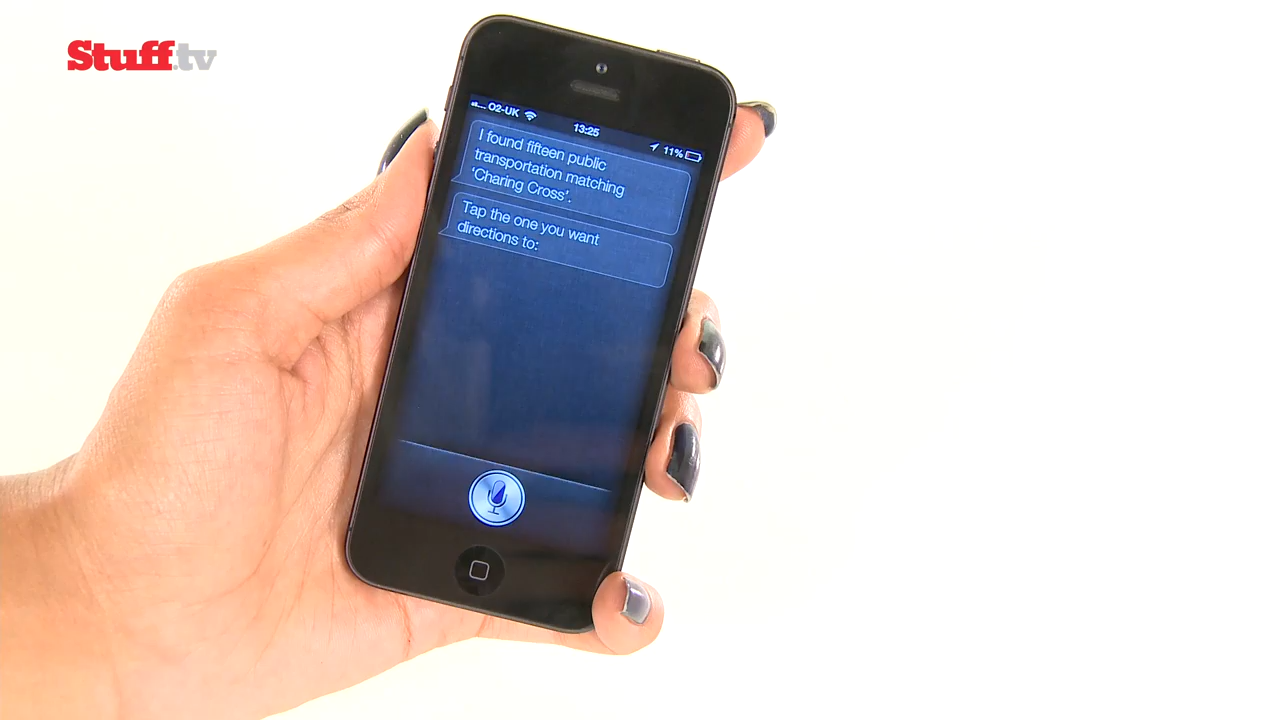 Stuff.tv
O2-UK
13:25
11%
I found fifteen public
transportation matching
‘Charing Cross’.
Tap the one you want
directions to: